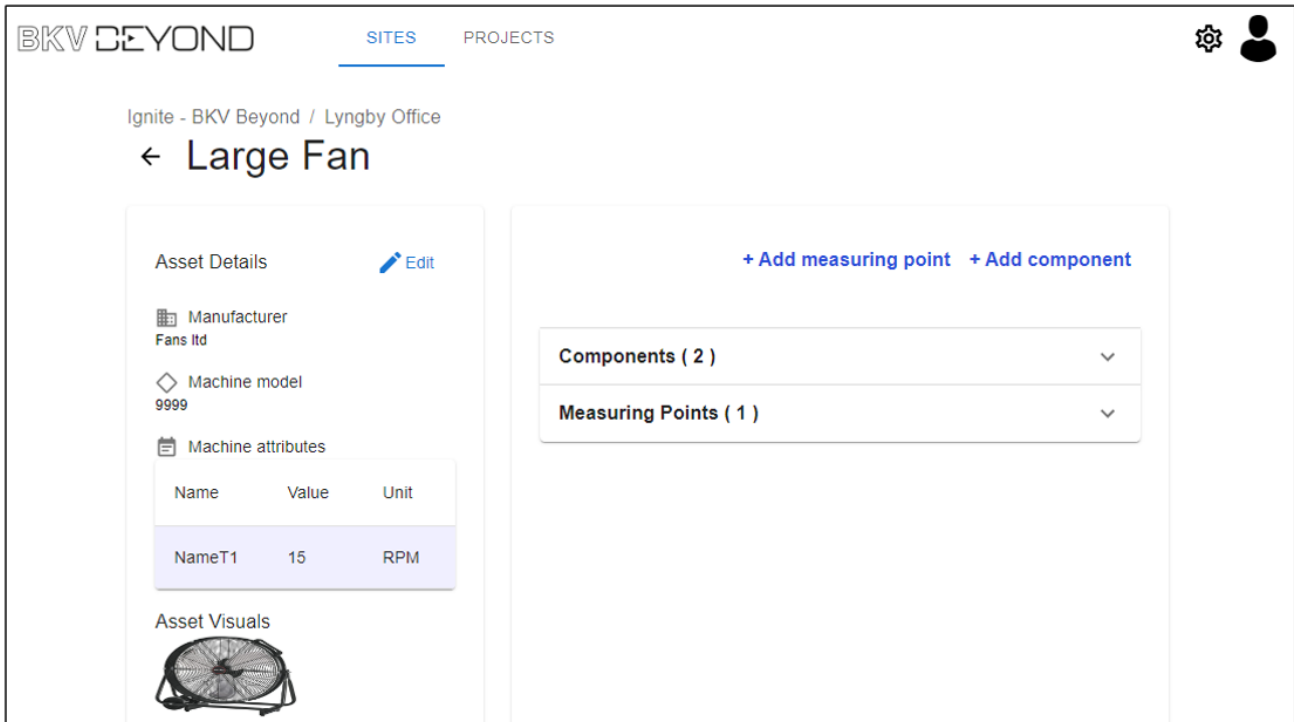 BKV BEYOND
SITES PROJECTS
Ignite - BKV Beyond / Lyngby Office
Large Fan
Asset Details Edit
Manufacturer
Fans ltd
Machine model
9999
Machine attributes
Name Value Unit
NameT1 15 RPM
Asset Visuals
+ Add measuring point + Add component
Components ( 2 )
Measuring Points ( 1 )